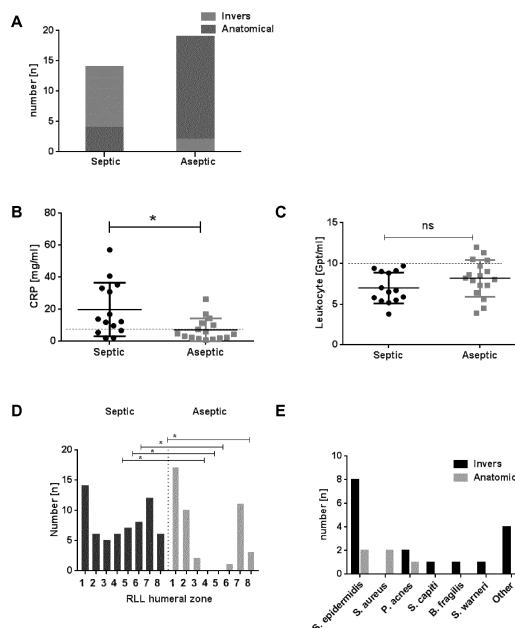 A
Invers
Anatomical
number [n]
20
15
10
5
0
Septic
Aseptic
B
*
CRP [mg/ml]
80
60
40
20
0
Septic
Aseptic
C
ns
Leukocyte [Gpt/ml]
15
10
5
0
Septic
Aseptic
D
Septic
Aseptic
*
*
*
*
Number [n]
20
15
10
5
0
1 2 3 4 5 6 7 8 1 2 3 4 5 6 7 8
RLL humeral zone
E
Invers
Anatomic
number [n]
10
8
6
4
2
0
S. epidermidis
S. aureus
P. acnes
S. capiti
B. fragilis
S. warneri
Other